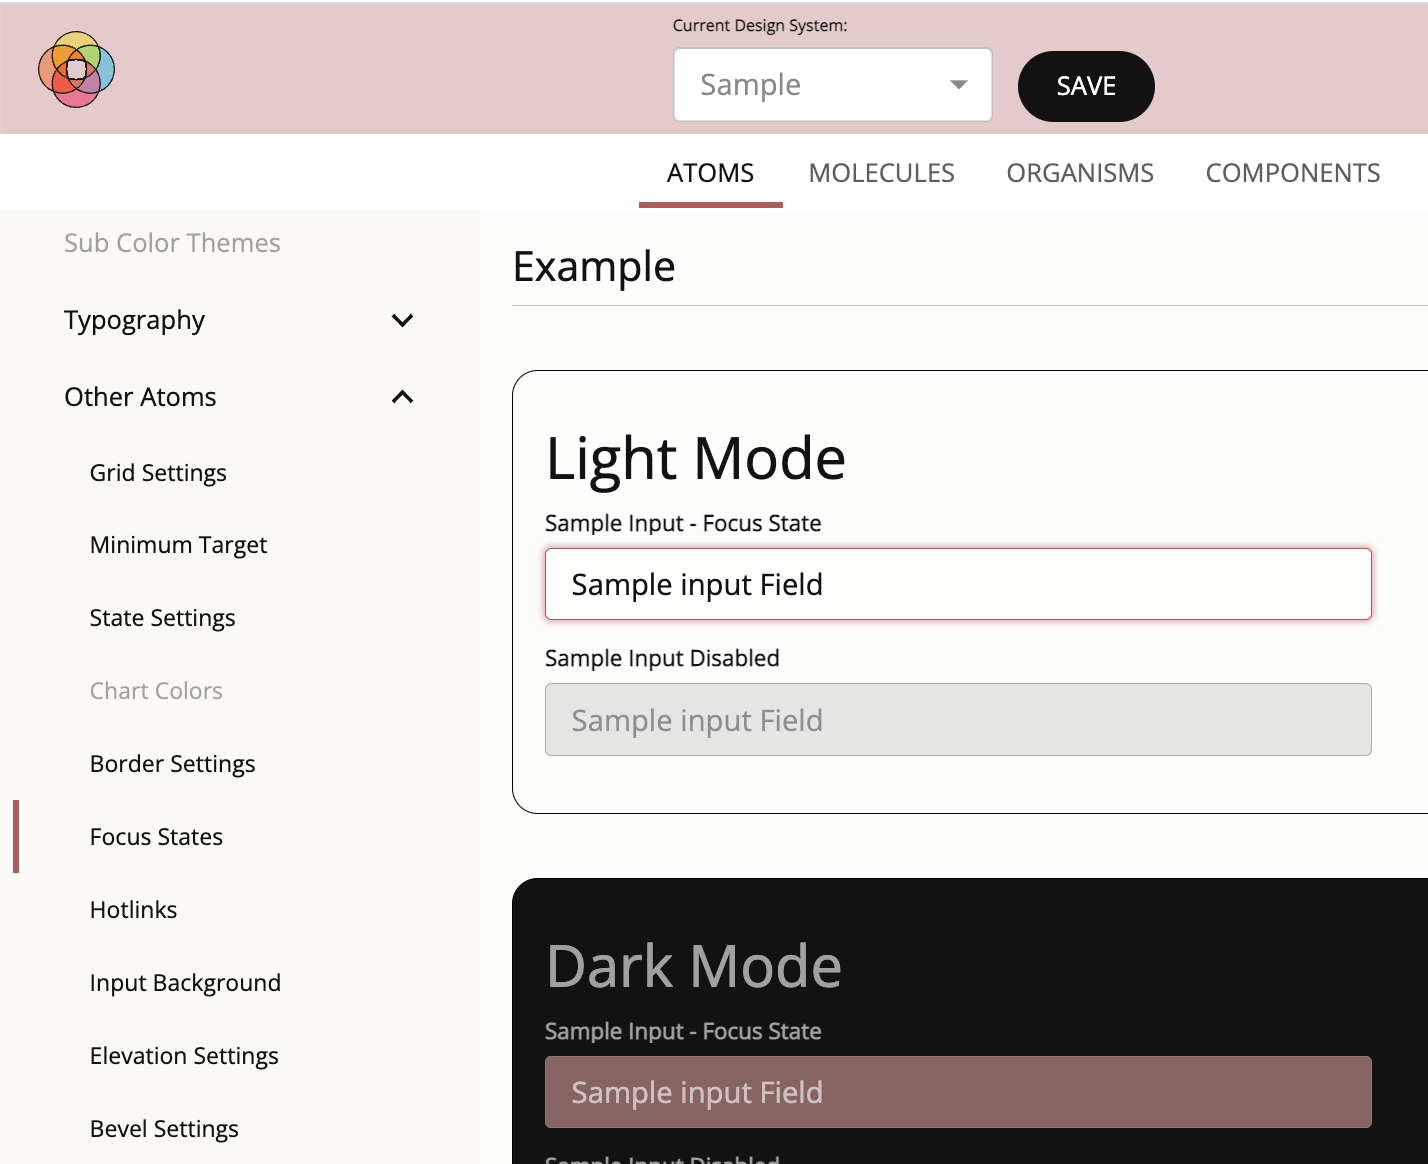 Current Design System:
Sample
SAVE
ATOMS
MOLECULES
ORGANISMS
COMPONENTS
Sub Color Themes
Typography
Other Atoms
Grid Settings
Minimum Target
State Settings
Chart Colors
Border Settings
Focus States
Hotlinks
Input Background
Elevation Settings
Bevel Settings
Example
Light Mode
Sample Input - Focus State
Sample input Field
Sample Input Disabled
Sample input Field
Dark Mode
Sample Input - Focus State
Sample input Field
Sample Input Disabled